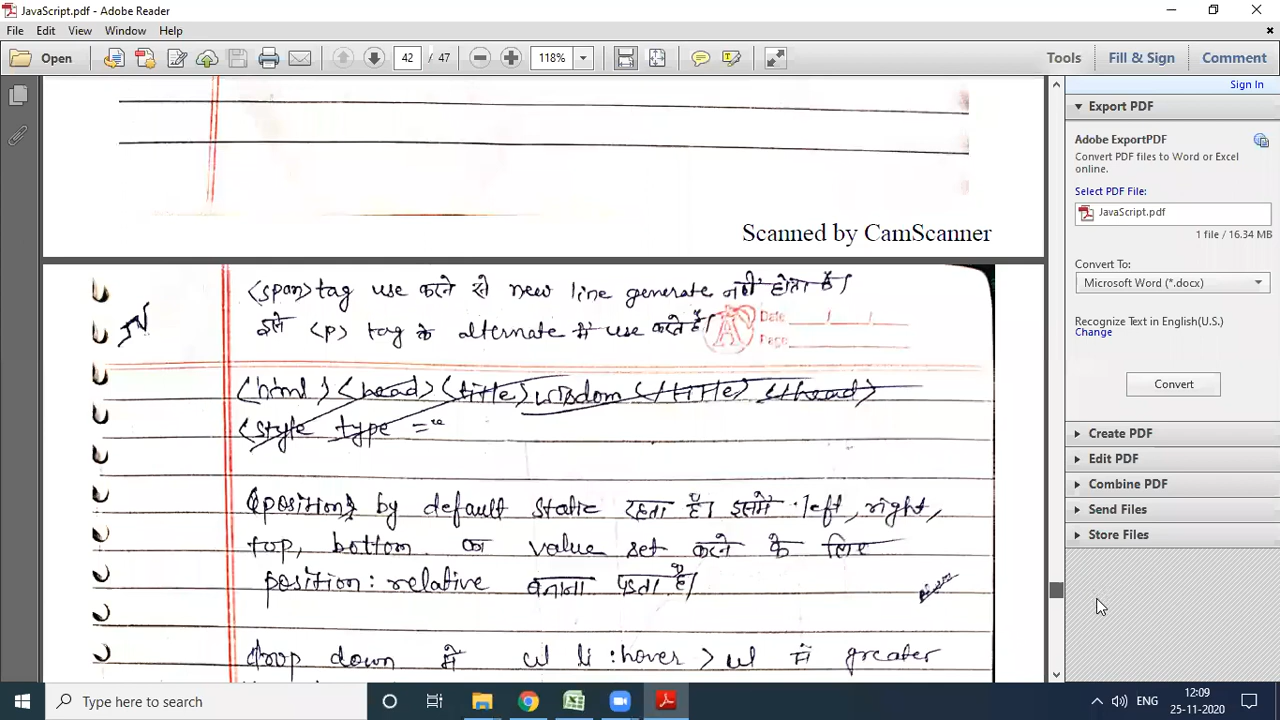 JavaScript.pdf - Adobe Reader
File Edit View Window Help
Open 42 / 47 118% Tools Fill & Sign Comment
Sign In
Export PDF
Adobe ExportPDF
Convert PDF files to Word or Excel
online.
Select PDF File:
JavaScript.pdf
1 file / 16.34 MB
Convert To:
Microsoft Word (*.docx)
Recognize Text in English(U.S.)
Change
Convert
Create PDF
Edit PDF
Combine PDF
Send Files
Store Files
Scanned by CamScanner
<span> tag use करने से new line generate नहीं होता है।
इसे <p> tag के alternate में use करते हैं।
Date
Page
<html> <head> <title> wisdom </title> </head>
<style type ="
position by default static रहता है। इसमें left, right,
top, bottom का value set करने के लिए
position: relative बनाना पड़ता है।
drop down में ul li :hover > ul में greater
Type here to search
ENG
12:09
25-11-2020